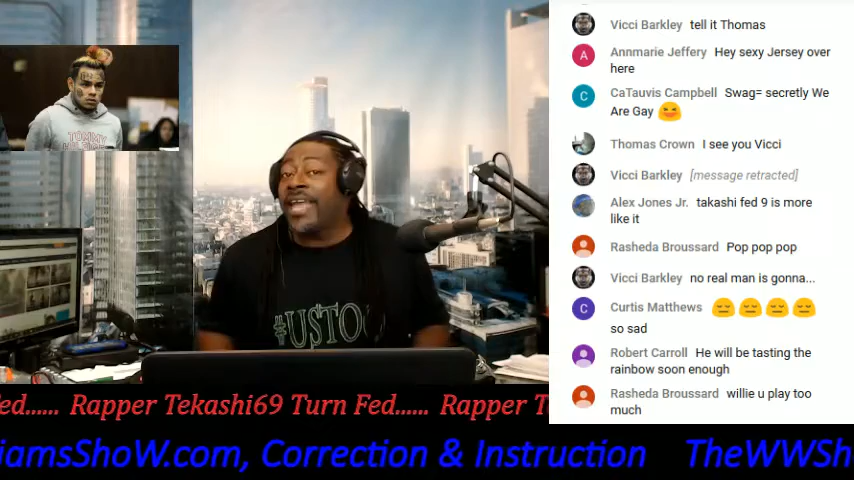 TOMMY
#USTO
Vicci Barkley tell it Thomas
A Annmarie Jeffery Hey sexy Jersey over
here
C CaTauvis Campbell Swag= secretly We
Are Gay 😝
Thomas Crown I see you Vicci
Vicci Barkley [message retracted]
Alex Jones Jr. takashi fed 9 is more
like it
Rasheda Broussard Pop pop pop
Vicci Barkley no real man is gonna...
C Curtis Matthews 😔 😔 😔 😔
so sad
Robert Carroll He will be tasting the
rainbow soon enough
Rasheda Broussard willie u play too
much
ed...... Rapper Tekashi69 Turn Fed...... Rapper T
iamsShoW.com, Correction & Instruction TheWWSh